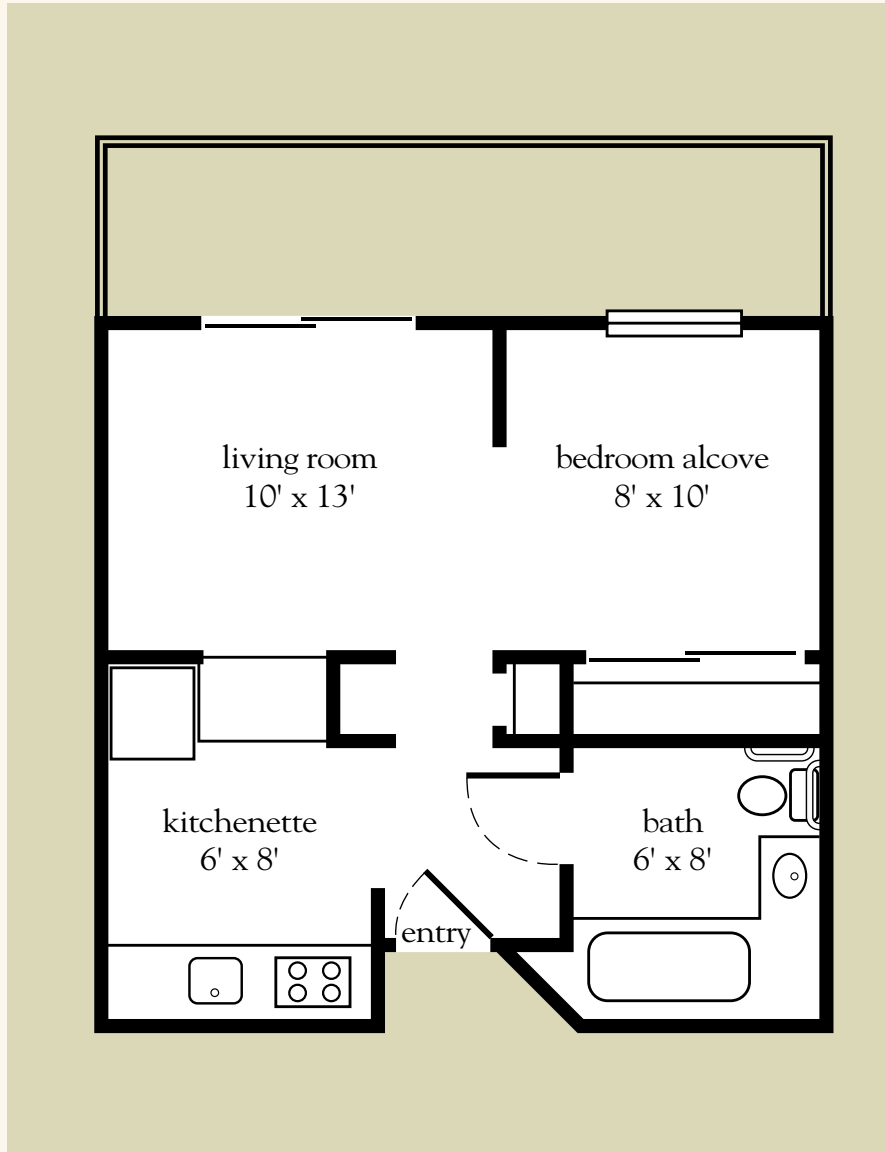 living room
10' x 13'
bedroom alcove
8' x 10'
kitchenette
6' x 8'
bath
6' x 8'
entry